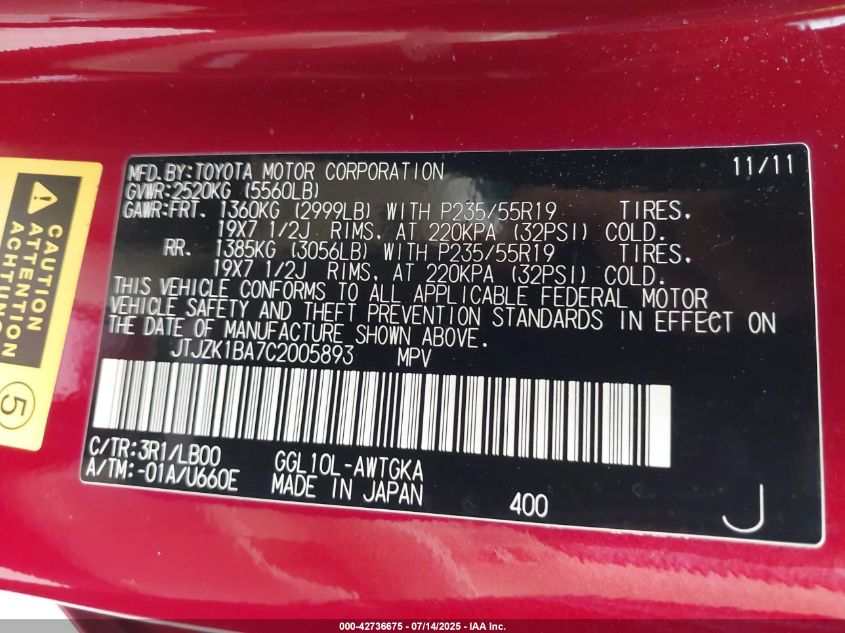 CAUTION
ATTENTION
ACHTUNG
5
MFD.BY:TOYOTA MOTOR CORPORATION 11/11
GVWR:2520KG (5560LB)
GAWR:FRT. 1360KG (2999LB) WITH P235/55R19 TIRES.
19X7 1/2J RIMS, AT 220KPA (32PSI) COLD.
RR. 1385KG (3056LB) WITH P235/55R19 TIRES,
19X7 1/2J RIMS, AT 220KPA (32PSI) COLD.
THIS VEHICLE CONFORMS TO ALL APPLICABLE FEDERAL MOTOR
VEHICLE SAFETY AND THEFT PREVENTION STANDARDS IN EFFECT ON
THE DATE OF MANUFACTURE SHOWN ABOVE.
JTJZK1BA7C2005893 MPV
C/TR:3R1/LB00 GGL10L-AWTGKA
A/TM:-01A/U660E MADE IN JAPAN 400
J
000-42736675 - 07/14/2025 - IAA Inc.